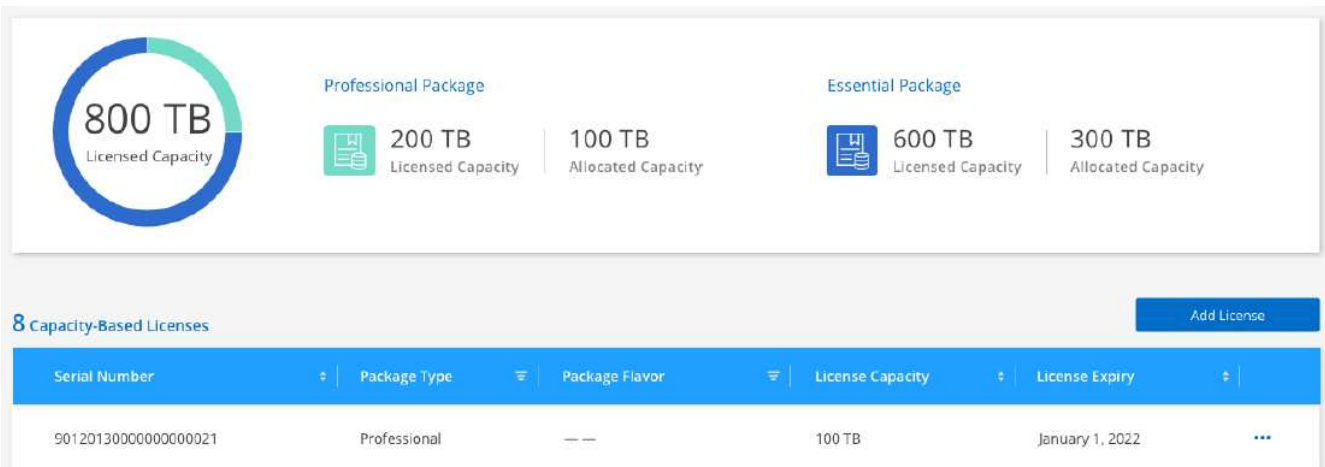 800 TB
Licensed Capacity
Professional Package
200 TB
Licensed Capacity
100 TB
Allocated Capacity
Essential Package
600 TB
Licensed Capacity
300 TB
Allocated Capacity
8 Capacity-Based Licenses
Add License
Serial Number Package Type Package Flavor License Capacity License Expiry
90120130000000000021 Professional — — 100 TB January 1, 2022 •••